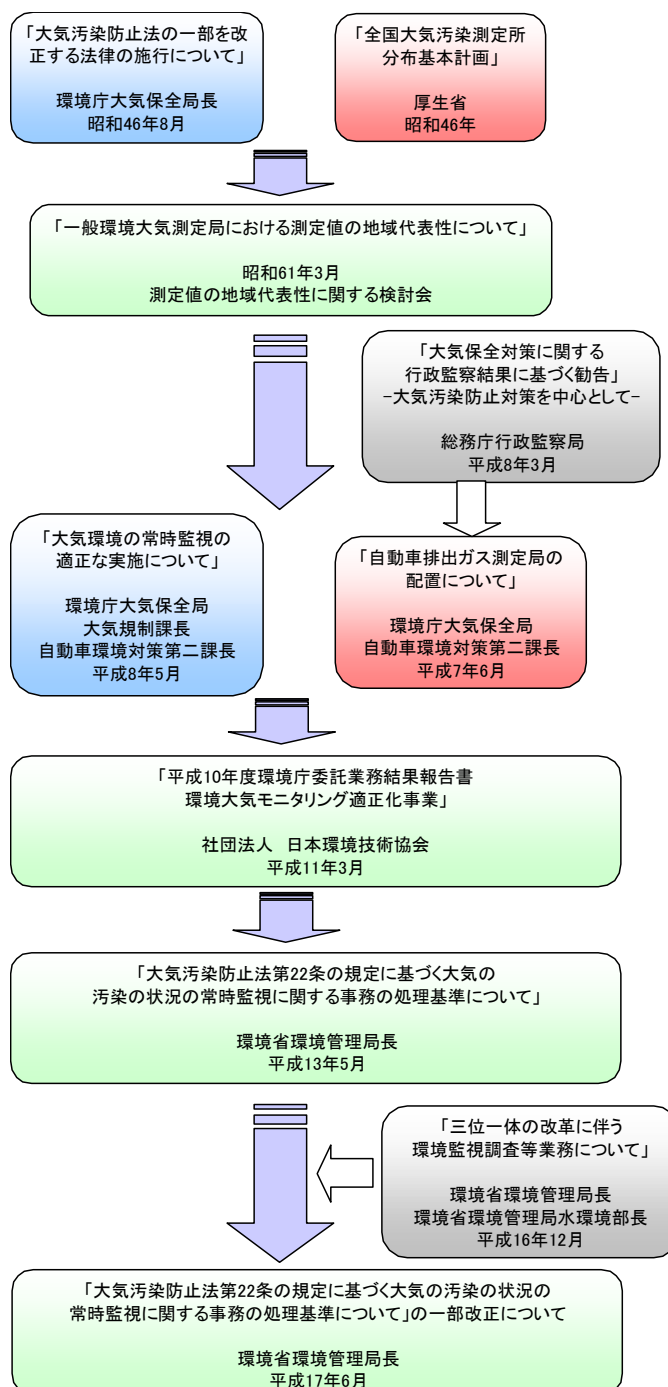 「大気汚染防止法の一部を改
正する法律の施行について」
環境庁大気保全局長
昭和46年8月
「全国大気汚染測定所
分布基本計画」
厚生省
昭和46年
「一般環境大気測定局における測定値の地域代表性について」
昭和61年3月
測定値の地域代表性に関する検討会
「大気保全対策に関する
行政監察結果に基づく勧告」
-大気汚染防止対策を中心として-
総務庁行政監察局
平成8年3月
「大気環境の常時監視の
適正な実施について」
環境庁大気保全局
大気規制課長
自動車環境対策第二課長
平成8年5月
「自動車排出ガス測定局の
配置について」
環境庁大気保全局
自動車環境対策第二課長
平成7年6月
「平成10年度環境庁委託業務結果報告書
環境大気モニタリング適正化事業」
社団法人 日本環境技術協会
平成11年3月
「大気汚染防止法第22条の規定に基づく大気の
汚染の状況の常時監視に関する事務の処理基準について」
環境省環境管理局長
平成13年5月
「三位一体の改革に伴う
環境監視調査等業務について」
環境省環境管理局長
環境省環境管理局水環境部長
平成16年12月
「大気汚染防止法第22条の規定に基づく大気の汚染の状況の
常時監視に関する事務の処理基準について」の一部改正について
環境省環境管理局長
平成17年6月